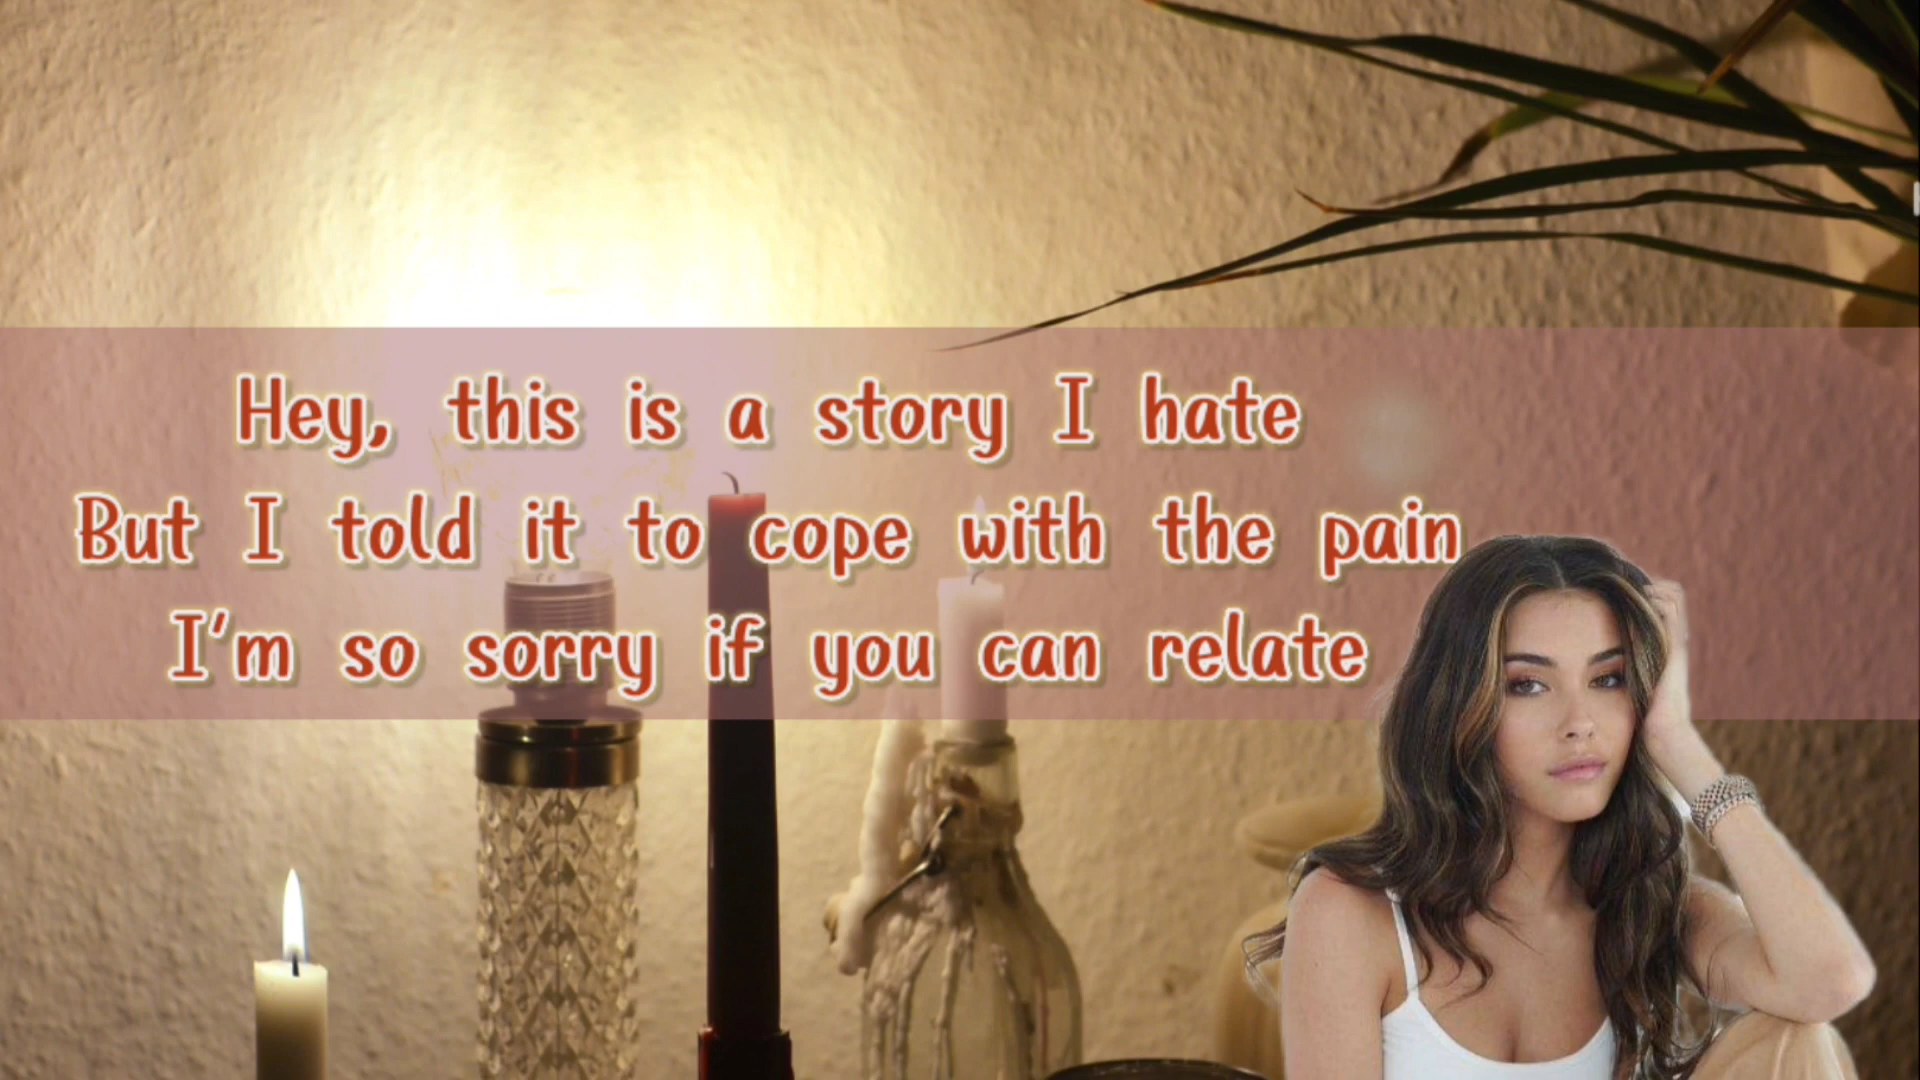 Hey, this is a story I hate
But I told it to cope with the pain
I'm so sorry if you can relate